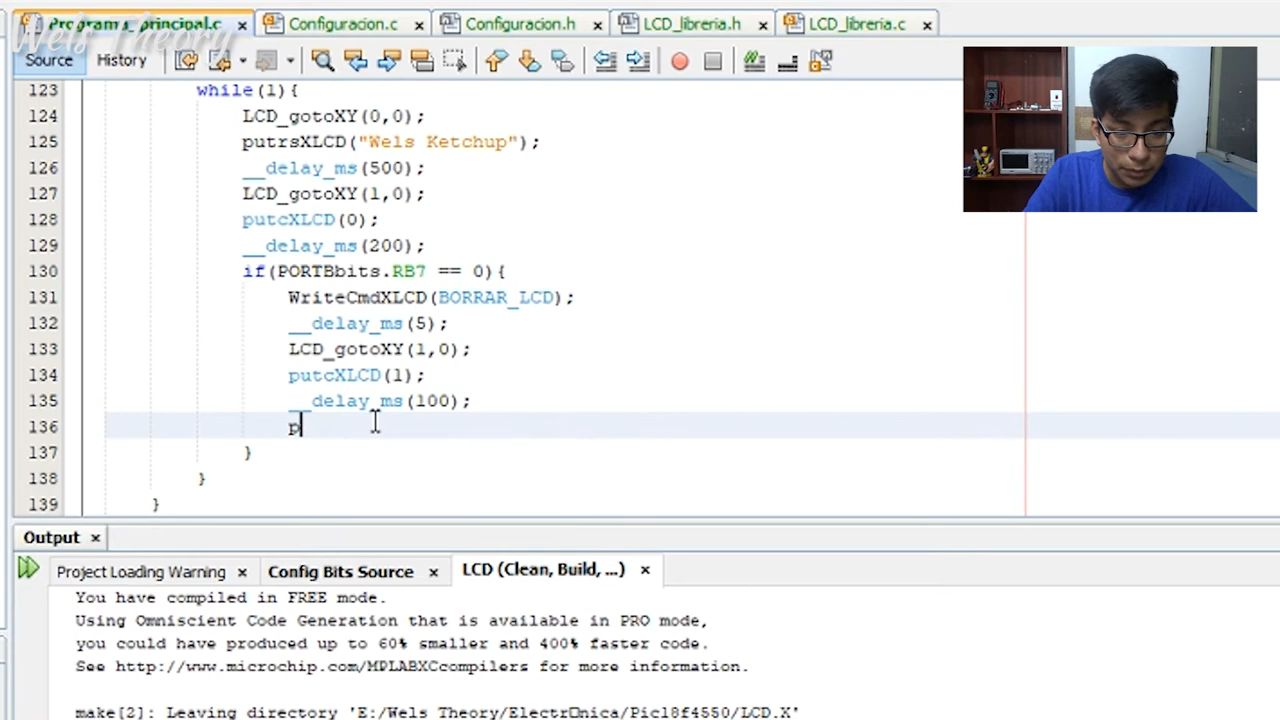 Programa_principal.c Configuracion.c Configuracion.h LCD_libreria.h LCD_libreria.c
Wels Theory
Source History
123 while(1){
124 LCD_gotoXY(0,0);
125 putrsXLCD("Wels Ketchup");
126 __delay_ms(500);
127 LCD_gotoXY(1,0);
128 putcXLCD(0);
129 __delay_ms(200);
130 if(PORTBbits.RB7 == 0){
131 WriteCmdXLCD(BORRAR_LCD);
132 __delay_ms(5);
133 LCD_gotoXY(1,0);
134 putcXLCD(1);
135 __delay_ms(100);
136 p
137 }
138 }
139 }
Output
Project Loading Warning Config Bits Source LCD (Clean, Build, ...)
You have compiled in FREE mode.
Using Omniscient Code Generation that is available in PRO mode,
you could have produced up to 60% smaller and 400% faster code.
See http://www.microchip.com/MPLABXCcompilers for more information.
make[2]: Leaving directory 'E:/Wels Theory/Electr□nica/Pic18f4550/LCD.X'